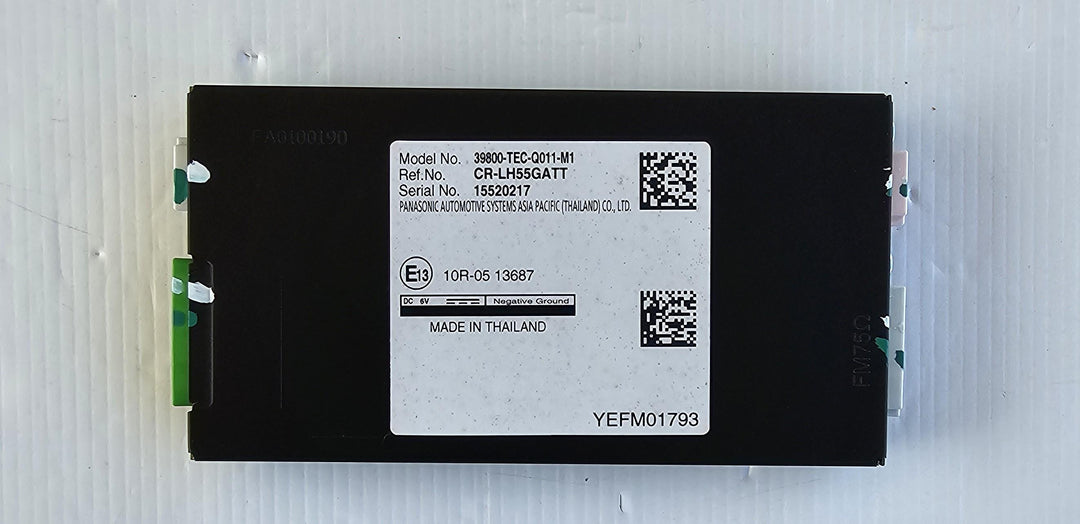 FA0100190
Model No. 39800-TEC-Q011-M1
Ref.No. CR-LH55GATT
Serial No. 15520217
PANASONIC AUTOMOTIVE SYSTEMS ASIA PACIFIC (THAILAND) CO., LTD.
E13 10R-05 13687
DC 6V Negative Ground
MADE IN THAILAND
FM75Ω
YEFM01793